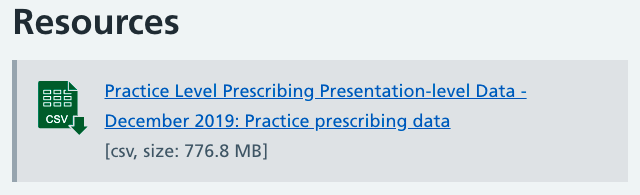 Resources
CSV
Practice Level Prescribing Presentation-level Data -
December 2019: Practice prescribing data
[csv, size: 776.8 MB]